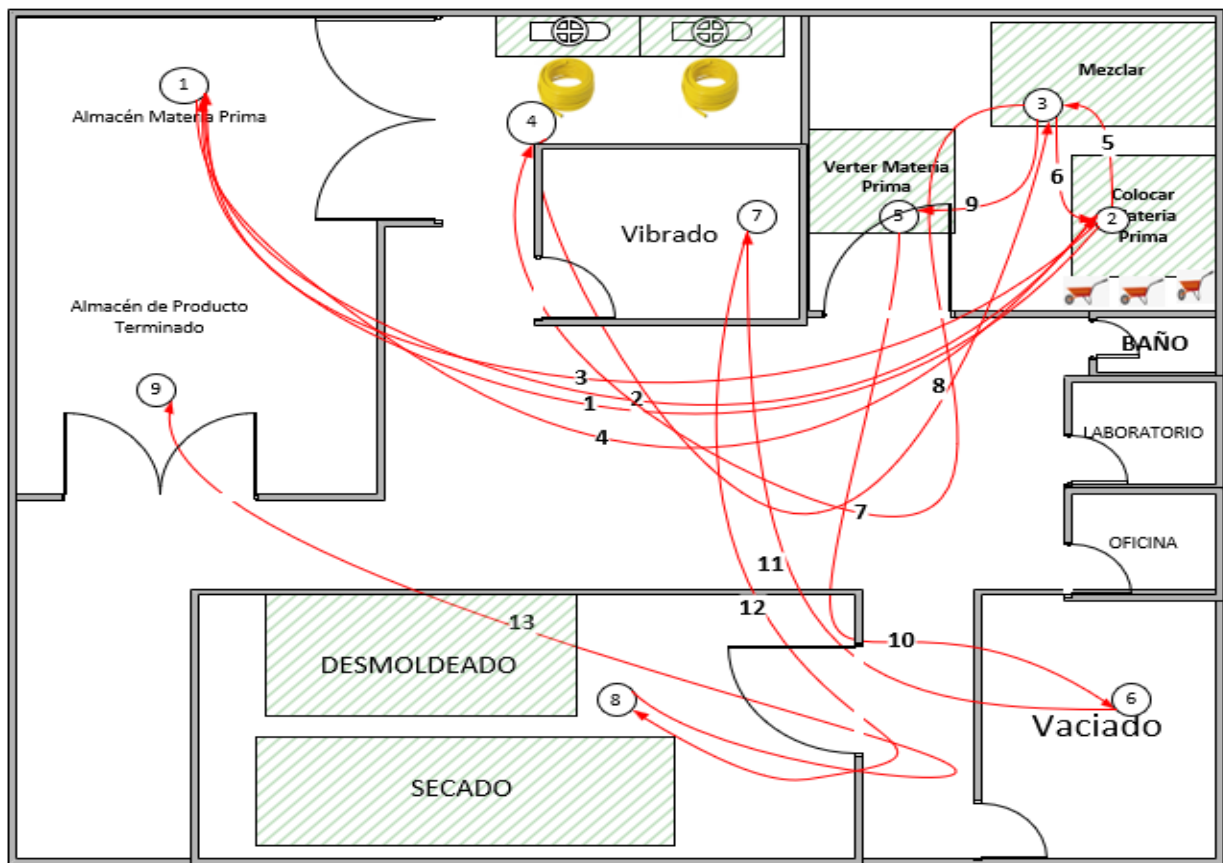 1
Almacén Materia Prima
4
Mezclar
3
5
6
Verter Materia
Prima
5
9
Colocar
Materia
Prima
2
7
Vibrado
Almacén de Producto
Terminado
9
BAÑO
3
2
1
4
8
LABORATORIO
7
OFICINA
11
12
13
10
DESMOLDEADO
8
6
Vaciado
SECADO